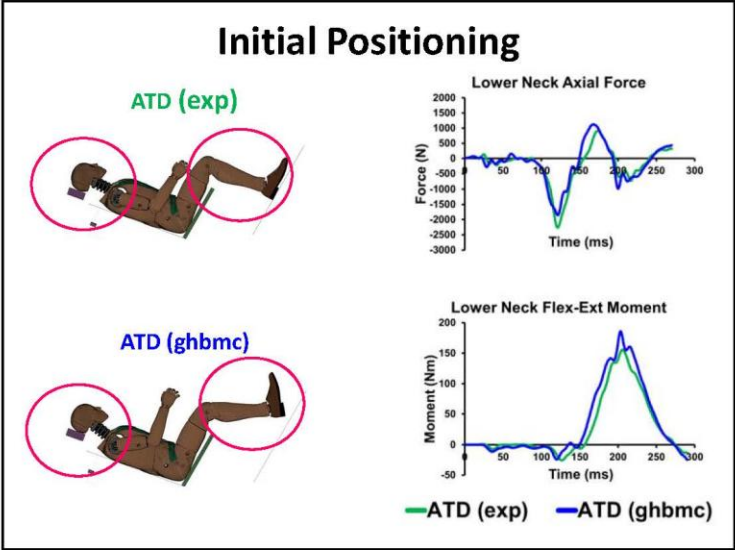 Initial Positioning
ATD (exp)
Lower Neck Axial Force
2000
1500
1000
500
0
-500
-1000
-1500
-2000
-2500
-3000
Force (N)
0 50 100 150 200 250 300
Time (ms)
ATD (ghbmc)
Lower Neck Flex-Ext Moment
200
150
100
50
0
-50
Moment (Nm)
0 50 100 150 200 250 300
Time (ms)
ATD (exp) ATD (ghbmc)